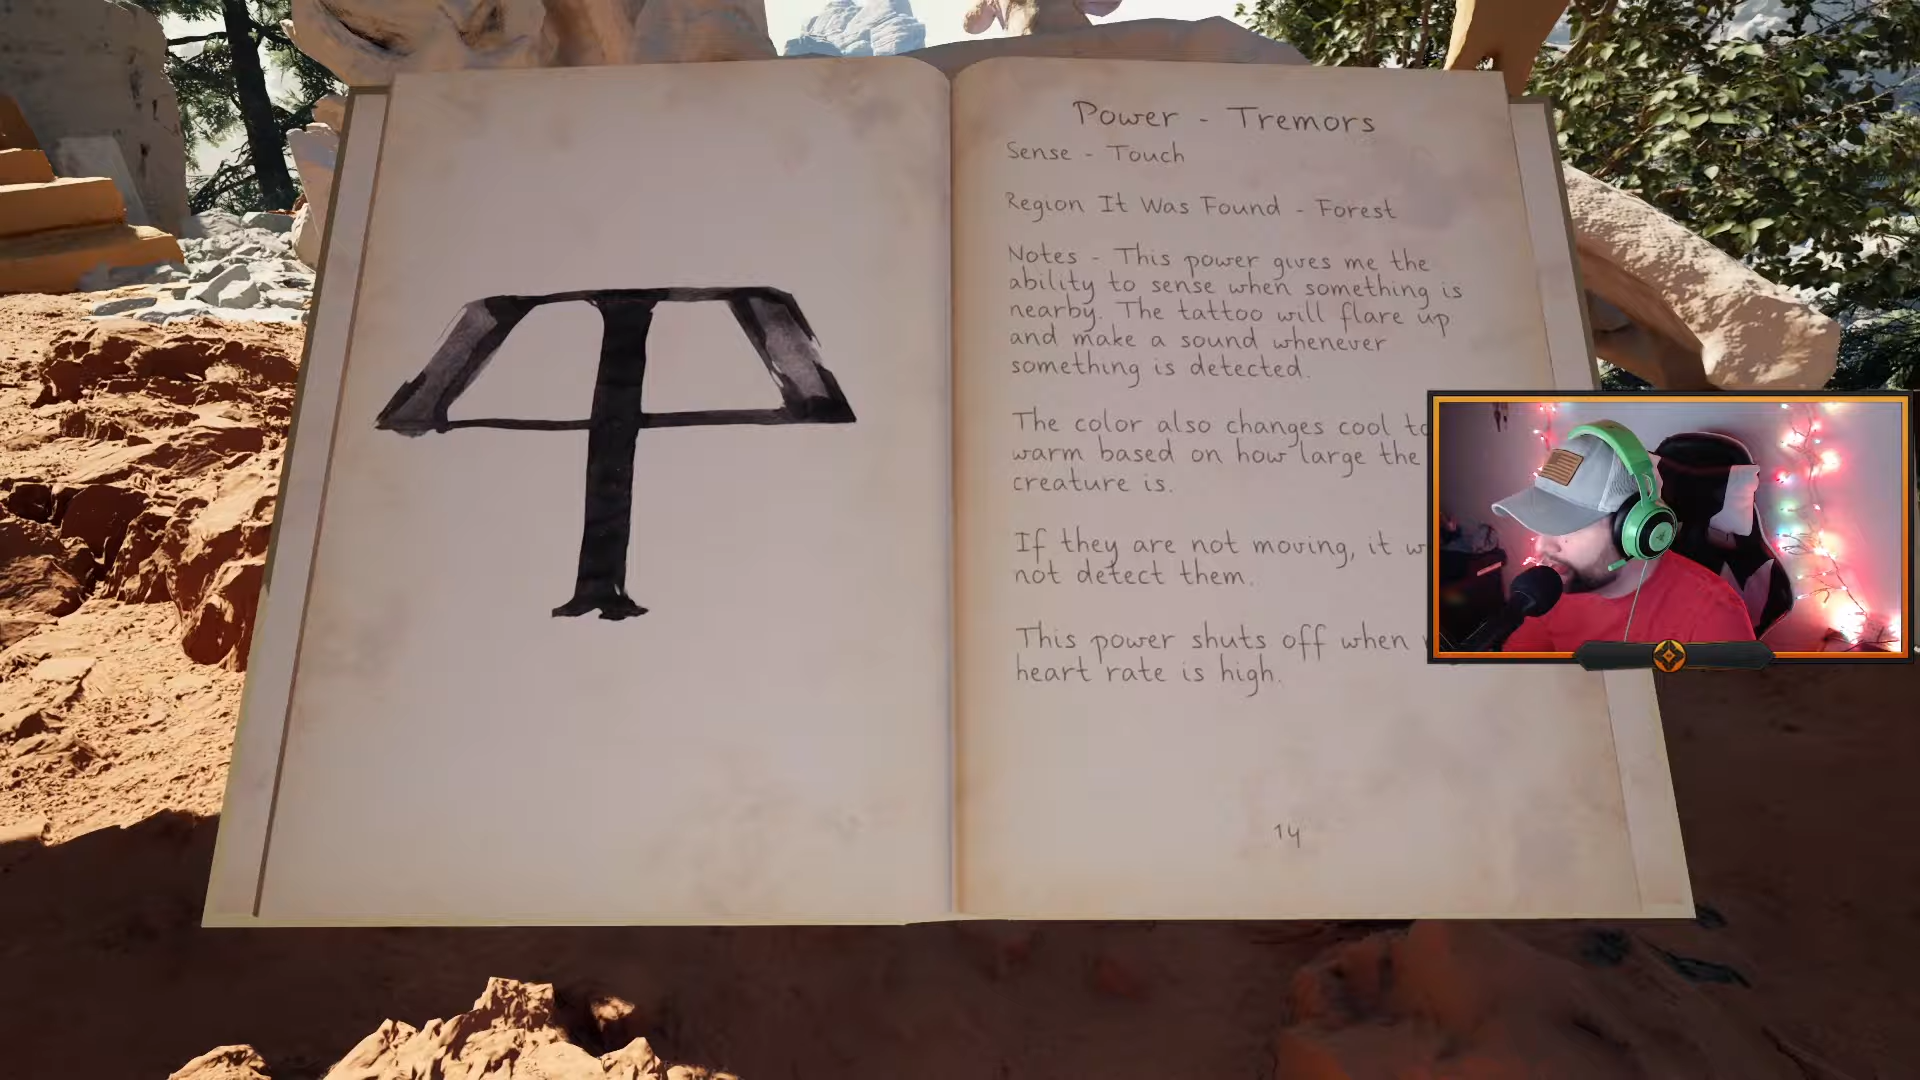 Power - Tremors
Sense - Touch
Region It Was Found - Forest
Notes - This power gives me the
ability to sense when something is
nearby. The tattoo will flare up
and make a sound whenever
something is detected.
The color also changes cool to
warm based on how large the
creature is.
If they are not moving, it
not detect them.
This power shuts off when
heart rate is high.
14